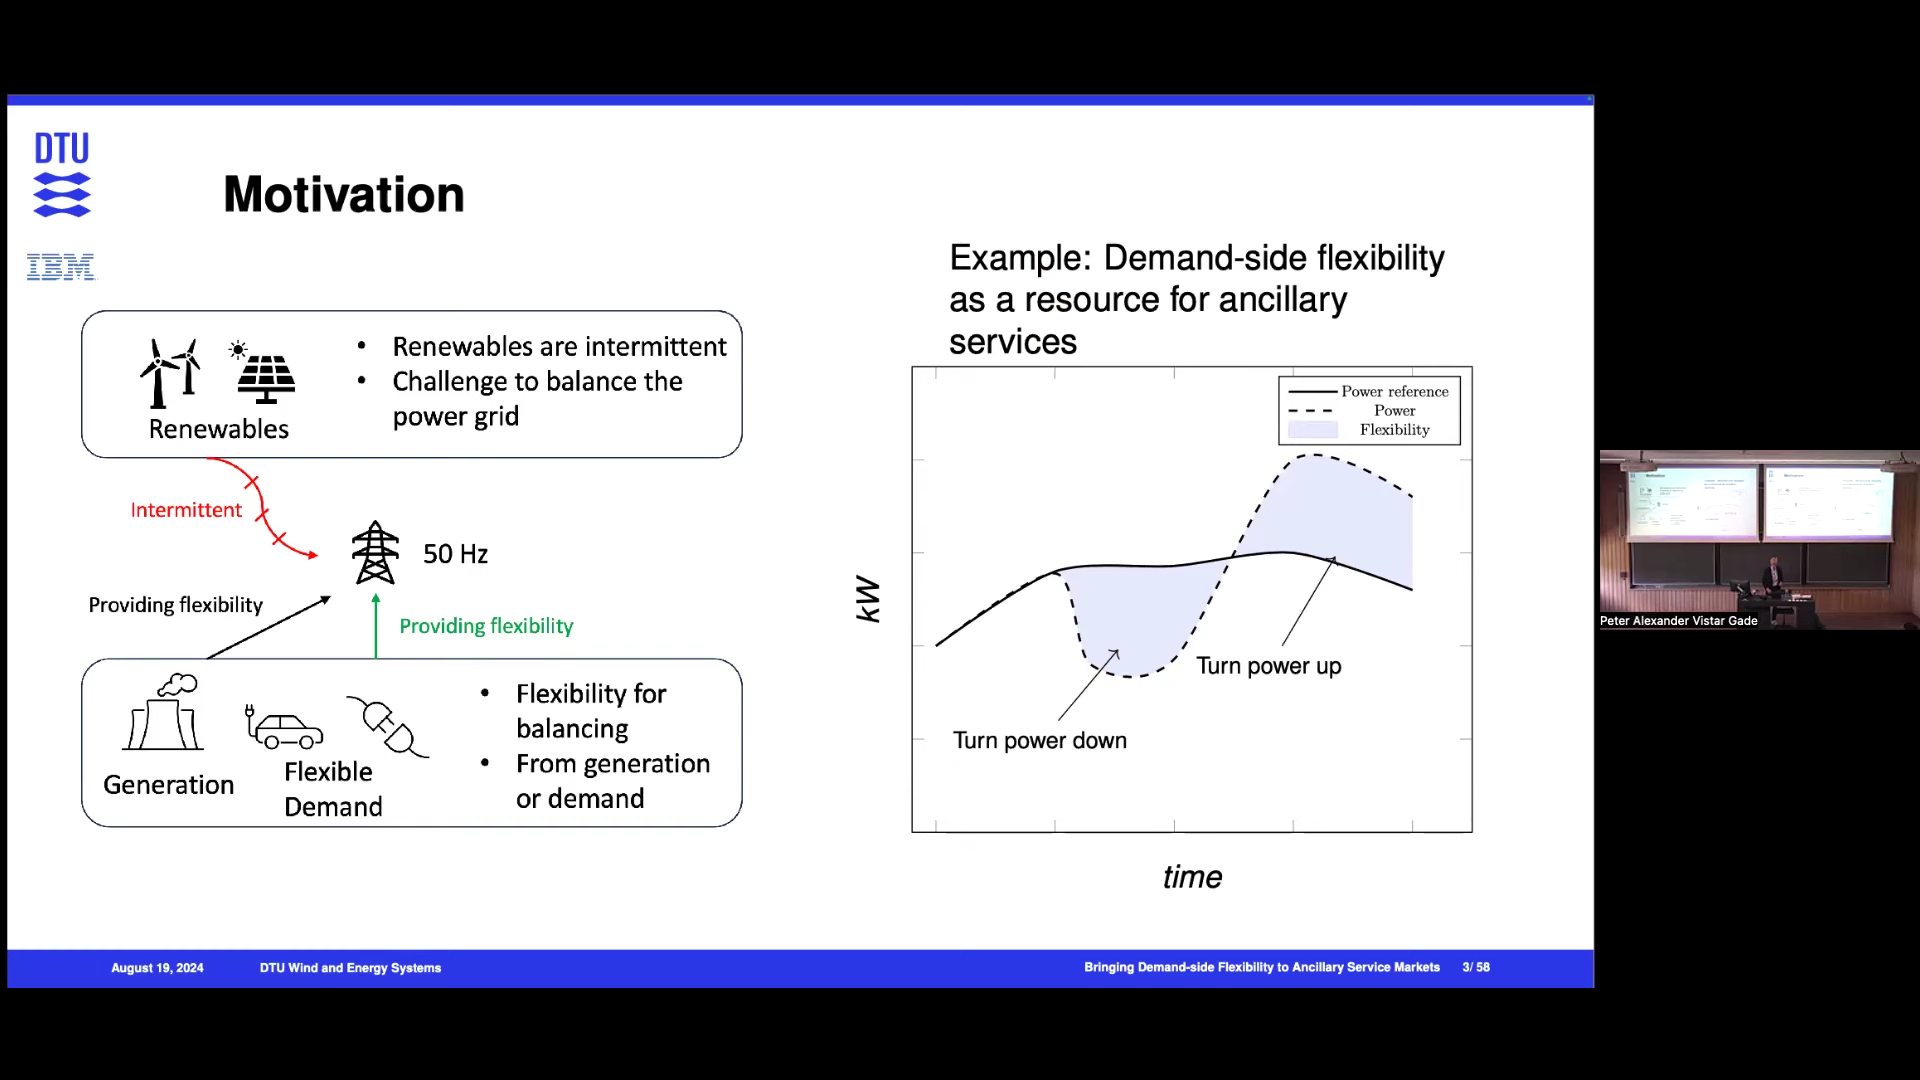 DTU
IBM
Motivation
Renewables
• Renewables are intermittent
• Challenge to balance the
power grid
Intermittent
50 Hz
Providing flexibility
Providing flexibility
Generation
Flexible
Demand
• Flexibility for
balancing
• From generation
or demand
Example: Demand-side flexibility
as a resource for ancillary
services
Power reference
Power
Flexibility
kW
Turn power up
Turn power down
time
August 19, 2024
DTU Wind and Energy Systems
Bringing Demand-side Flexibility to Ancillary Service Markets
3/ 58
Motivation
Peter Alexander Vistar Gade